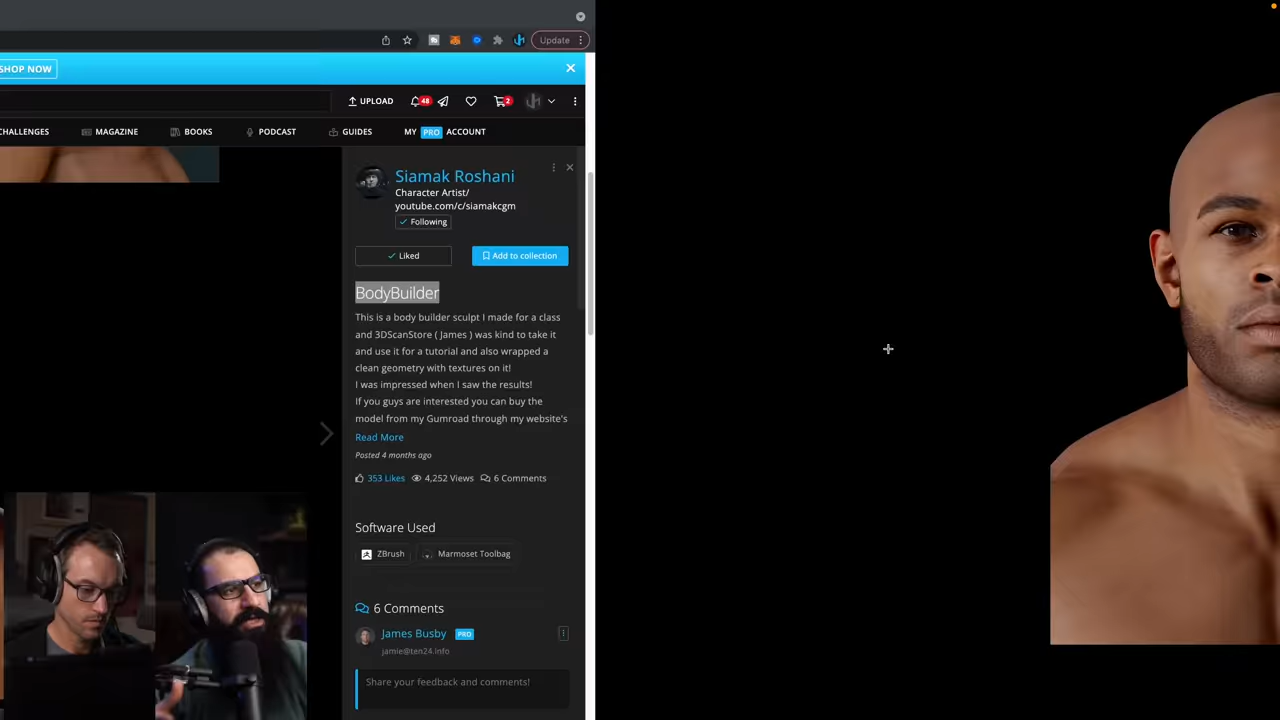 Update
SHOP NOW
UPLOAD
48
2
CHALLENGES
MAGAZINE
BOOKS
PODCAST
GUIDES
MY PRO ACCOUNT
Siamak Roshani
Character Artist/
youtube.com/c/siamakcgm
Following
Liked
Add to collection
BodyBuilder
This is a body builder sculpt I made for a class
and 3DScanStore ( James ) was kind to take it
and use it for a tutorial and also wrapped a
clean geometry with textures on it!
I was impressed when I saw the results!
If you guys are interested you can buy the
model from my Gumroad through my website's
Read More
Posted 4 months ago
353 Likes 4,252 Views 6 Comments
Software Used
ZBrush Marmoset Toolbag
6 Comments
James Busby PRO
jamie@ten24.info
Share your feedback and comments!